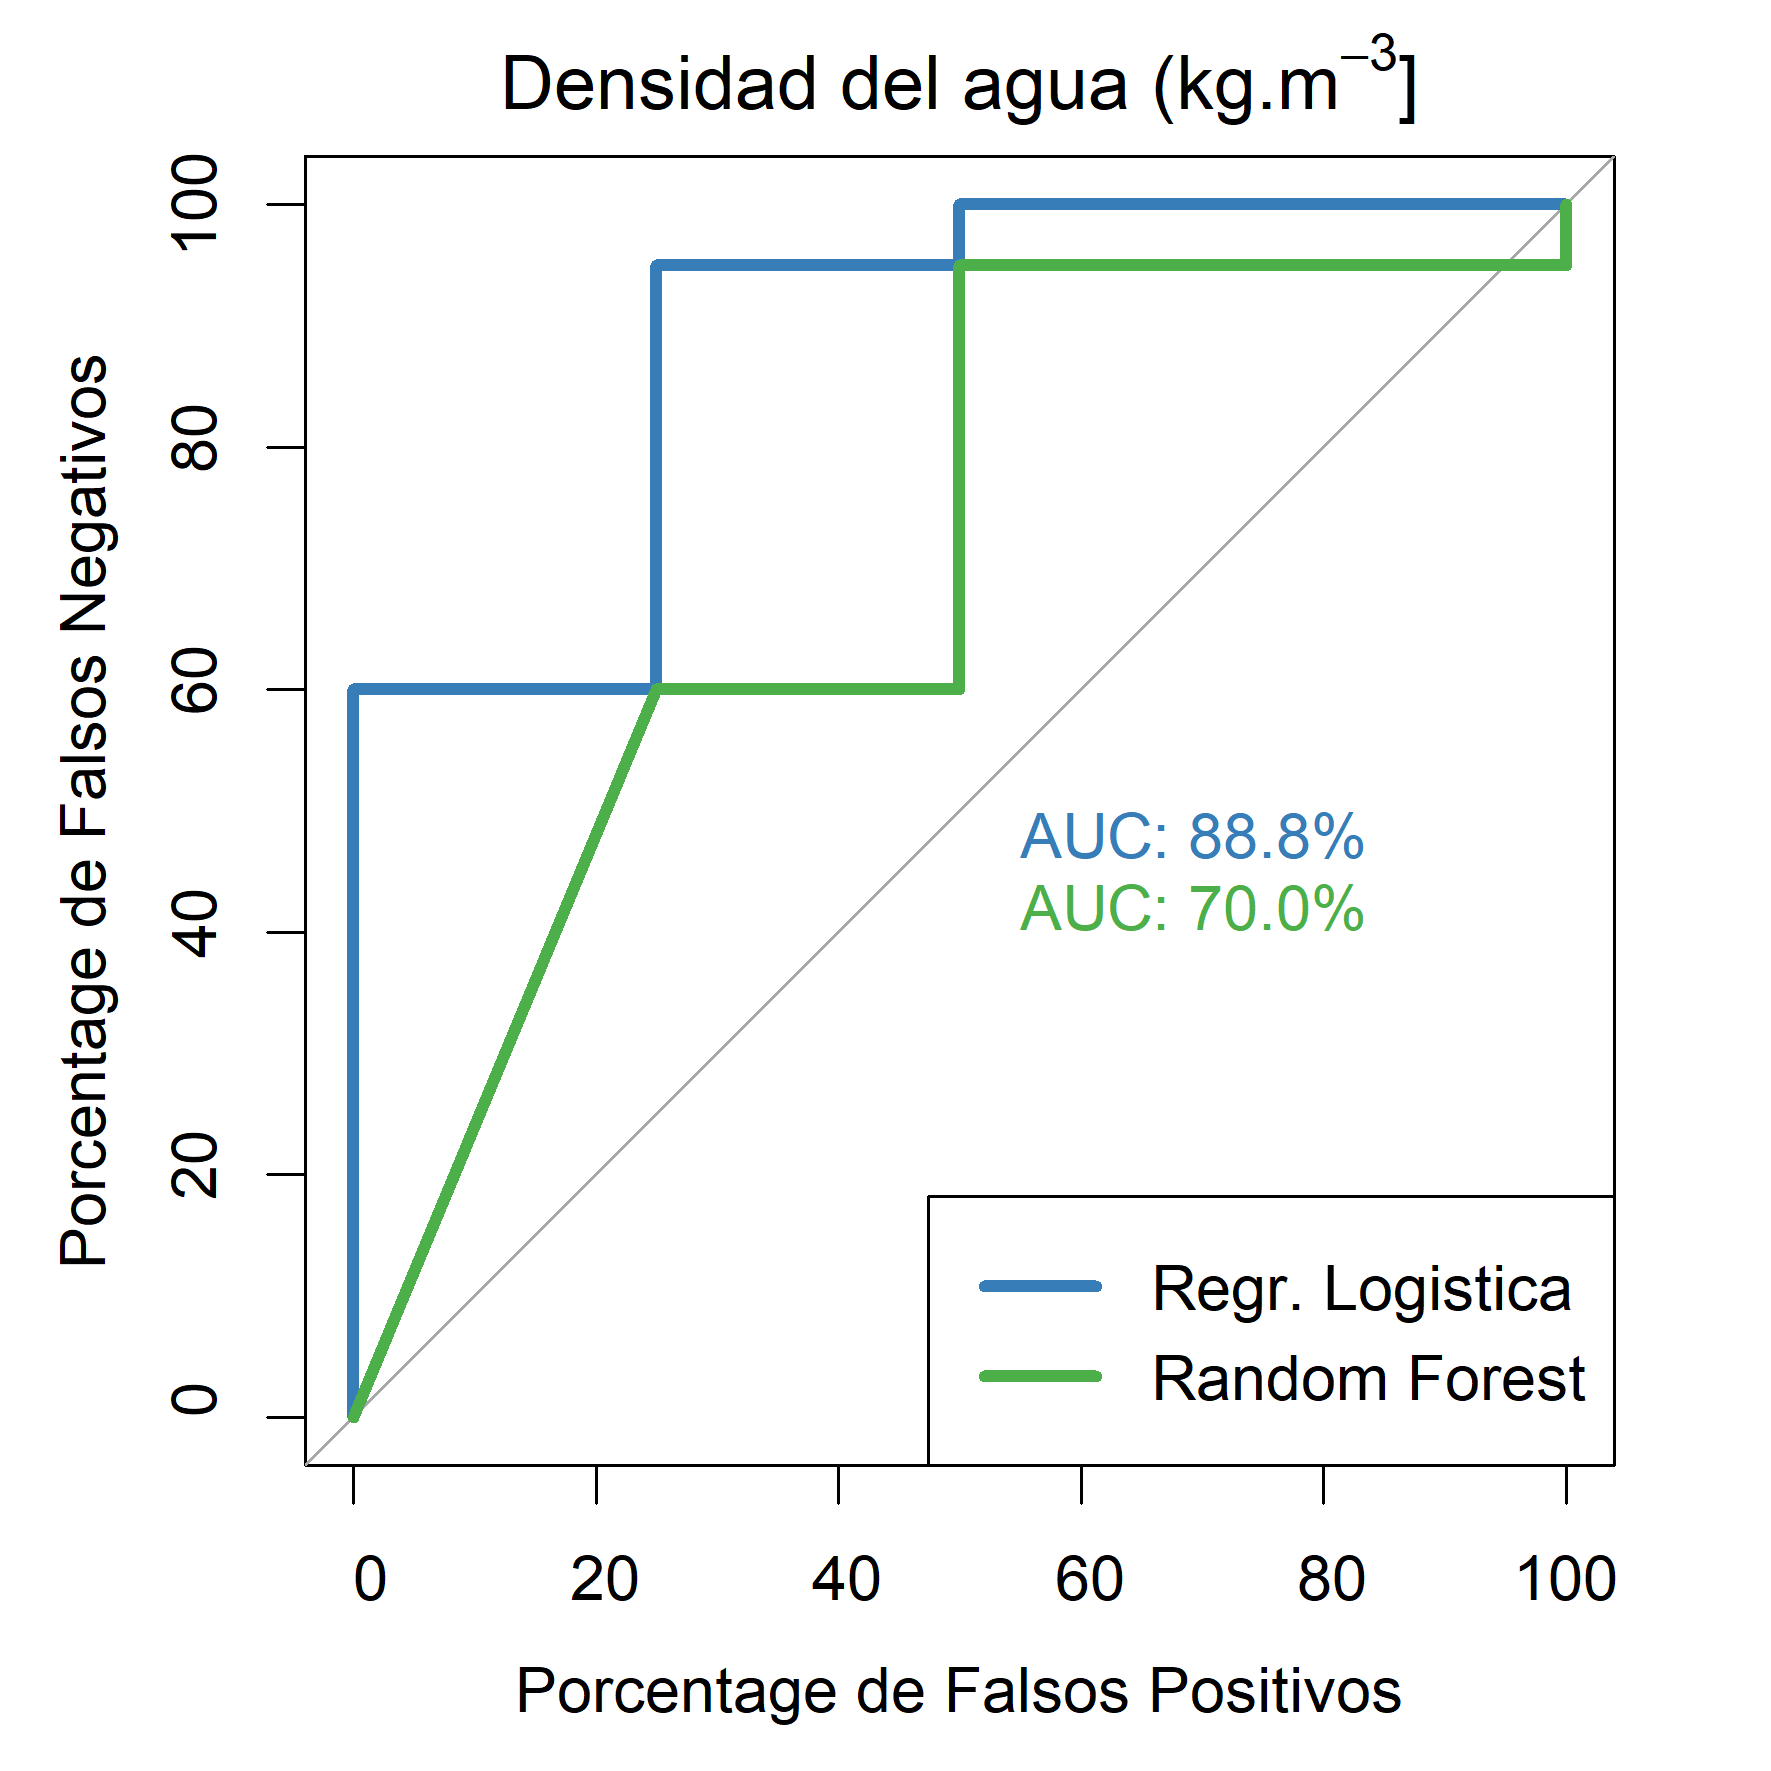 Densidad del agua (kg.m⁻³]
Porcentage de Falsos Negativos
100
80
60
40
20
0
AUC: 88.8%
AUC: 70.0%
Regr. Logistica
Random Forest
0 20 40 60 80 100
Porcentage de Falsos Positivos